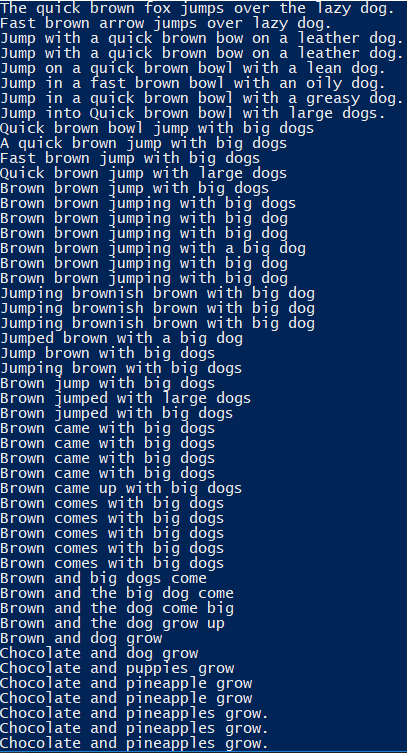 The quick brown fox jumps over the lazy dog.
Fast brown arrow jumps over lazy dog.
Jump with a quick brown bow on a leather dog.
Jump with a quick brown bow on a leather dog.
Jump on a quick brown bowl with a lean dog.
Jump in a fast brown bowl with an oily dog.
Jump in a quick brown bowl with a greasy dog.
Jump into Quick brown bowl with large dogs.
Quick brown bowl jump with big dogs
A quick brown jump with big dogs
Fast brown jump with big dogs
Quick brown jump with large dogs
Brown brown jump with big dogs
Brown brown jumping with big dogs
Brown brown jumping with big dog
Brown brown jumping with big dog
Brown brown jumping with a big dog
Brown brown jumping with big dog
Brown brown jumping with big dog
Jumping brownish brown with big dog
Jumping brownish brown with big dog
Jumping brownish brown with big dog
Jumped brown with a big dog
Jump brown with big dogs
Jumping brown with big dogs
Brown jump with big dogs
Brown jumped with large dogs
Brown jumped with big dogs
Brown came with big dogs
Brown came with big dogs
Brown came with big dogs
Brown came with big dogs
Brown came up with big dogs
Brown comes with big dogs
Brown comes with big dogs
Brown comes with big dogs
Brown comes with big dogs
Brown comes with big dogs
Brown and big dogs come
Brown and the big dog come
Brown and the dog come big
Brown and the dog grow up
Brown and dog grow
Chocolate and dog grow
Chocolate and puppies grow
Chocolate and pineapple grow
Chocolate and pineapple grow
Chocolate and pineapples grow.
Chocolate and pineapples grow.
Chocolate and pineapples grow.